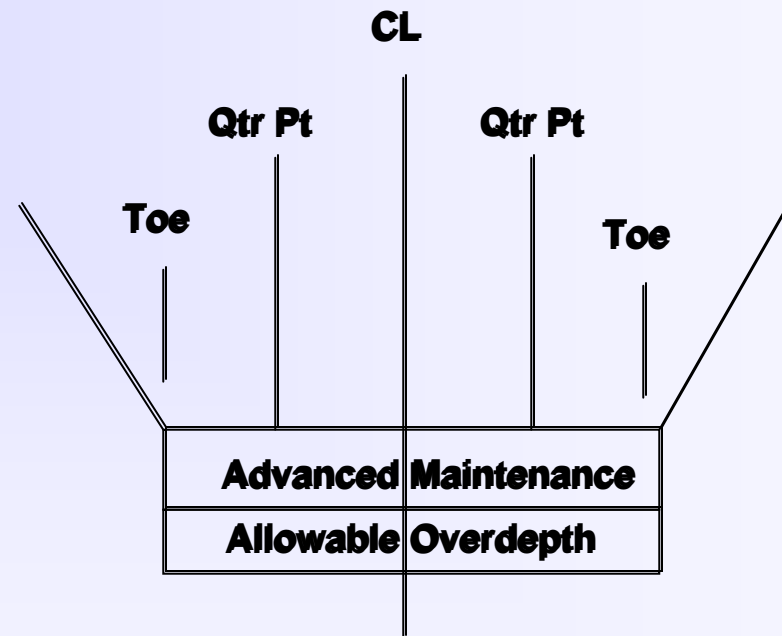 CL
Qtr Pt Qtr Pt
Toe
Toe
Advanced Maintenance
Allowable Overdepth